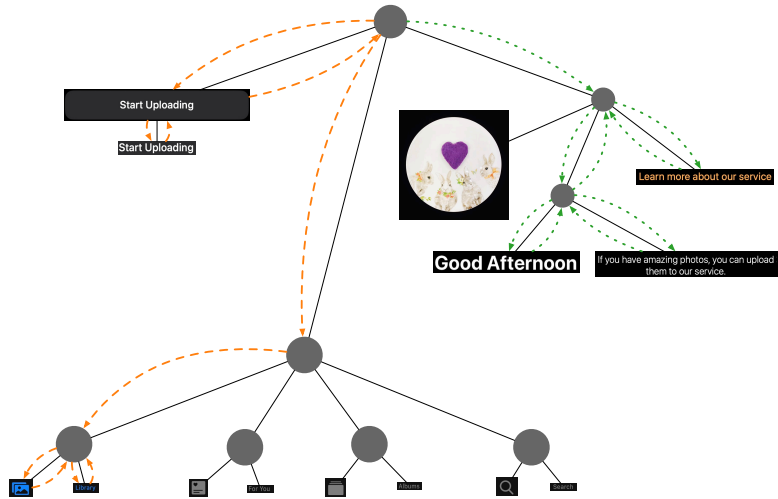 Start Uploading
Start Uploading
Learn more about our service
Good Afternoon
If you have amazing photos, you can upload
them to our service.
Library
For You
Albums
Search